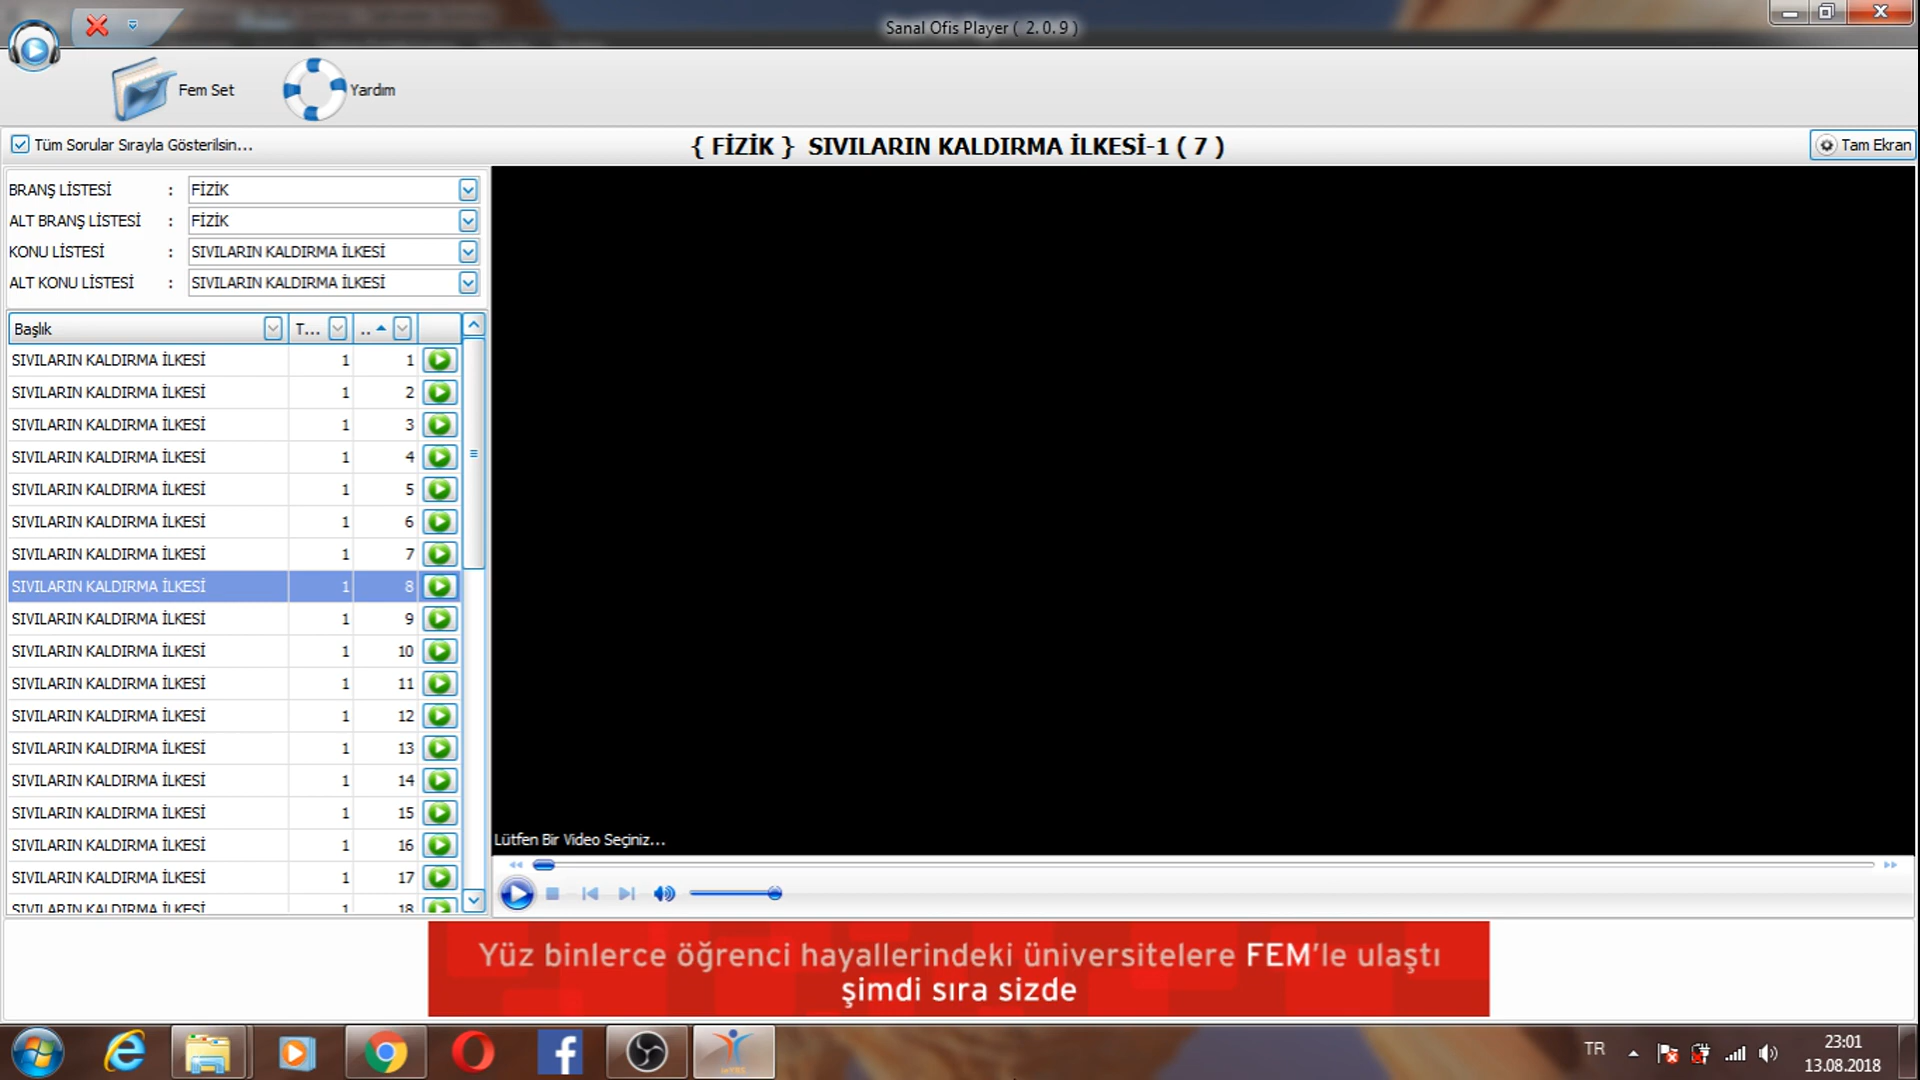 Sanal Ofis Player ( 2.0.9 )
Fem Set
Yardım
Tüm Sorular Sırayla Gösterilsin...
{ FİZİK } SIVILARIN KALDIRMA İLKESİ-1 ( 7 )
Tam Ekran
BRANŞ LİSTESİ : FİZİK
ALT BRANŞ LİSTESİ : FİZİK
KONU LİSTESİ : SIVILARIN KALDIRMA İLKESİ
ALT KONU LİSTESİ : SIVILARIN KALDIRMA İLKESİ
Başlık T... ..
SIVILARIN KALDIRMA İLKESİ 1 1
SIVILARIN KALDIRMA İLKESİ 1 2
SIVILARIN KALDIRMA İLKESİ 1 3
SIVILARIN KALDIRMA İLKESİ 1 4
SIVILARIN KALDIRMA İLKESİ 1 5
SIVILARIN KALDIRMA İLKESİ 1 6
SIVILARIN KALDIRMA İLKESİ 1 7
SIVILARIN KALDIRMA İLKESİ 1 8
SIVILARIN KALDIRMA İLKESİ 1 9
SIVILARIN KALDIRMA İLKESİ 1 10
SIVILARIN KALDIRMA İLKESİ 1 11
SIVILARIN KALDIRMA İLKESİ 1 12
SIVILARIN KALDIRMA İLKESİ 1 13
SIVILARIN KALDIRMA İLKESİ 1 14
SIVILARIN KALDIRMA İLKESİ 1 15
SIVILARIN KALDIRMA İLKESİ 1 16
SIVILARIN KALDIRMA İLKESİ 1 17
SIVILARIN KALDIRMA İLKESİ 1 18
Lütfen Bir Video Seçiniz...
Yüz binlerce öğrenci hayallerindeki üniversitelere FEM'le ulaştı
şimdi sıra sizde
TR
23:01
13.08.2018